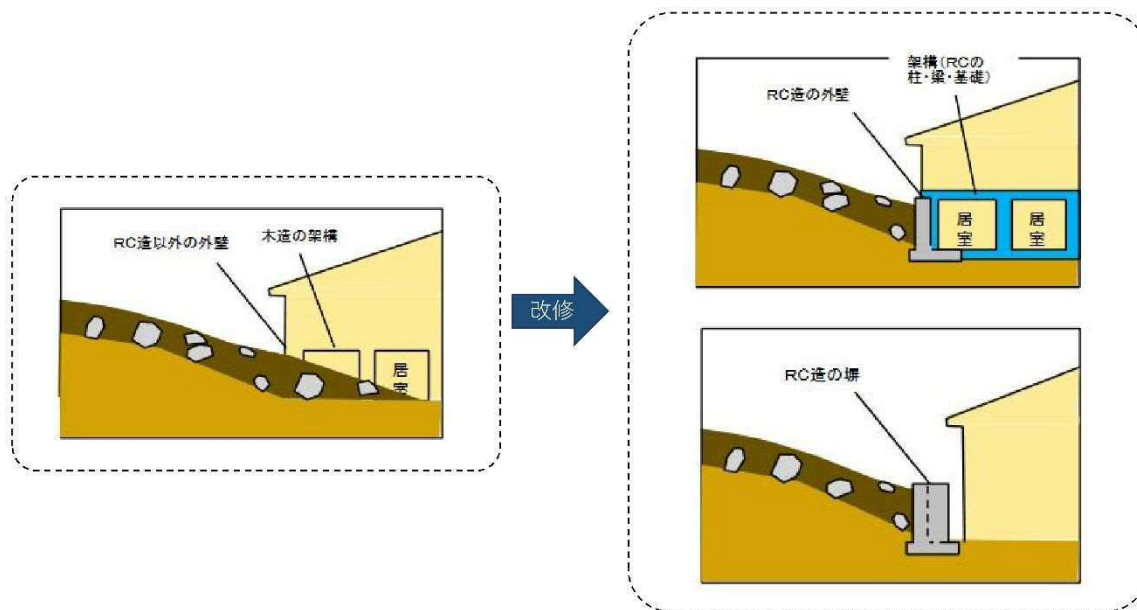 RC造以外の外壁
木造の架構
居
室
改修
架構(RCの
柱・梁・基礎)
RC造の外壁
居
室
居
室
RC造の塀